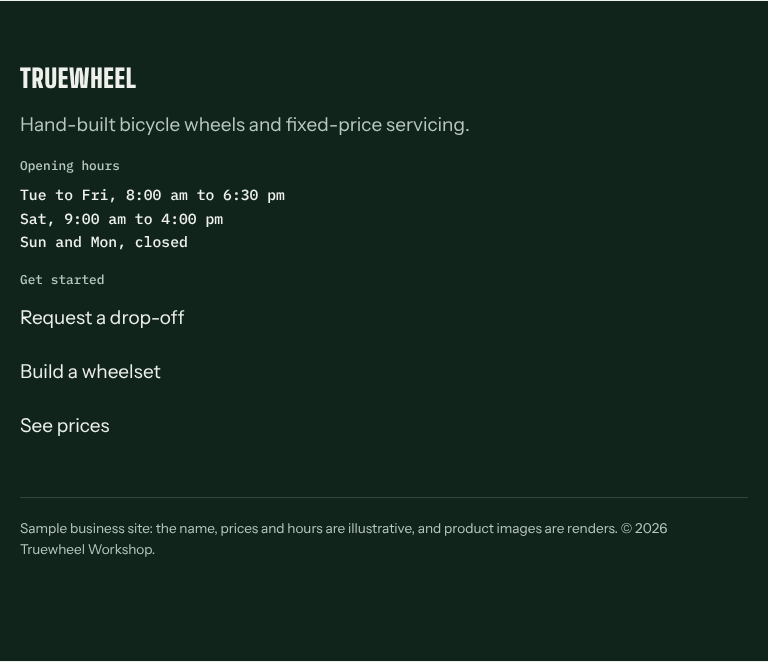 TRUEWHEEL
Hand-built bicycle wheels and fixed-price servicing.
Opening hours
Tue to Fri, 8:00 am to 6:30 pm
Sat, 9:00 am to 4:00 pm
Sun and Mon, closed
Get started
Request a drop-off
Build a wheelset
See prices
Sample business site: the name, prices and hours are illustrative, and product images are renders. © 2026
Truewheel Workshop.